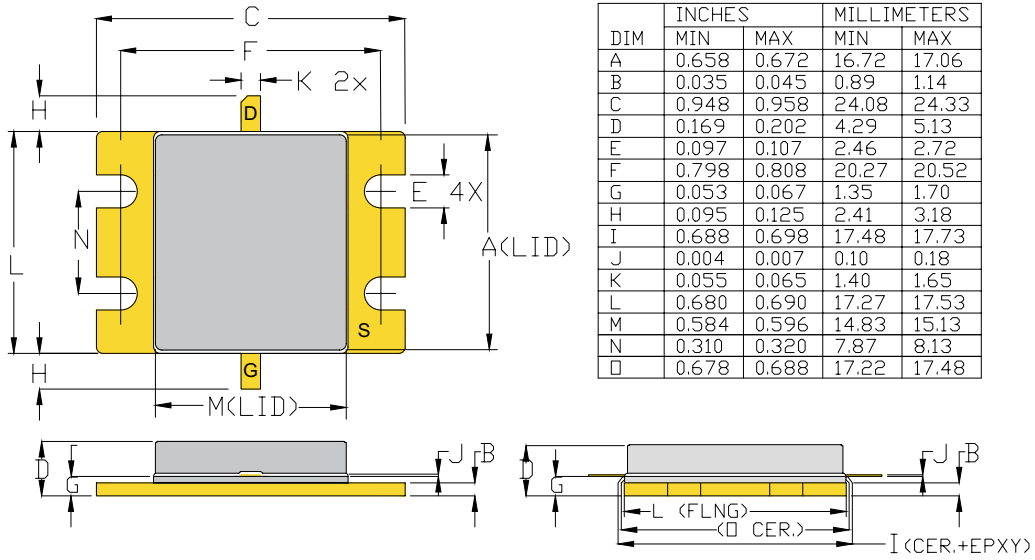 C
F
K 2x
H
D
E 4X
N
L
A(LID)
S
H
G
M(LID)
INCHES MILLIMETERS
DIM MIN MAX MIN MAX
A 0.658 0.672 16.72 17.06
B 0.035 0.045 0.89 1.14
C 0.948 0.958 24.08 24.33
D 0.169 0.202 4.29 5.13
E 0.097 0.107 2.46 2.72
F 0.798 0.808 20.27 20.52
G 0.053 0.067 1.35 1.70
H 0.095 0.125 2.41 3.18
I 0.688 0.698 17.48 17.73
J 0.004 0.007 0.10 0.18
K 0.055 0.065 1.40 1.65
L 0.680 0.690 17.27 17.53
M 0.584 0.596 14.83 15.13
N 0.310 0.320 7.87 8.13
O 0.678 0.688 17.22 17.48
D
G
J
B
D
G
J
B
L (FLNG)
(O CER.)
I(CER.+EPXY)